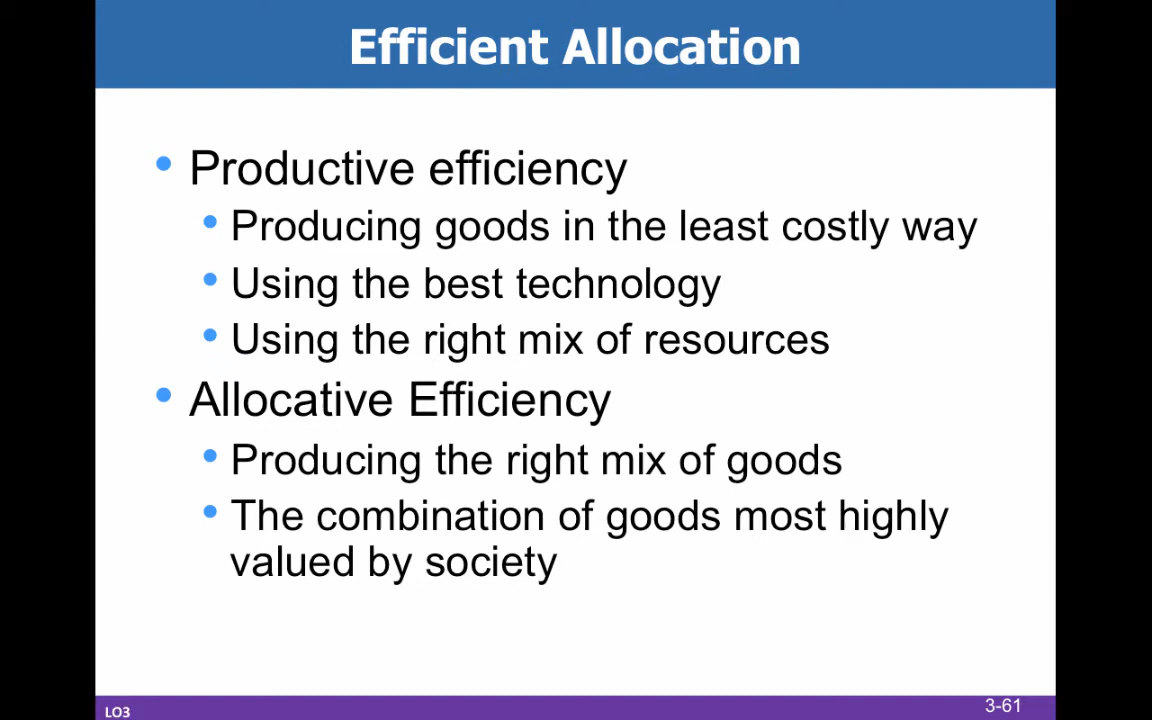 Efficient Allocation
• Productive efficiency
• Producing goods in the least costly way
• Using the best technology
• Using the right mix of resources
• Allocative Efficiency
• Producing the right mix of goods
• The combination of goods most highly
valued by society
LO3
3-61